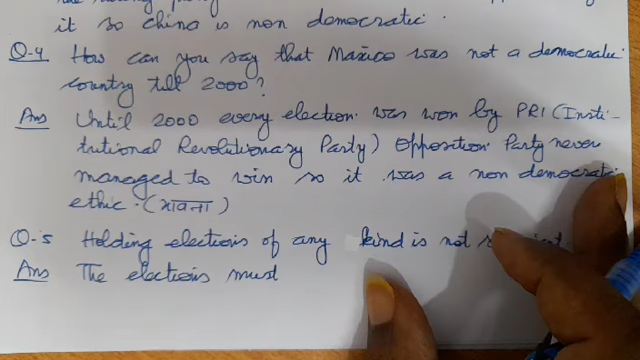 it so China is non democratic.
Q-4 How can you say that Maxico was not a democratic
country till 2000?
Ans Until 2000 every election was won by PRI (Insti-
tutional Revolutionary Party) Opposition Party never
managed to win so it was a non democratic
ethic. (भावना)
Q-5 Holding elections of any kind is not
Ans The elections must